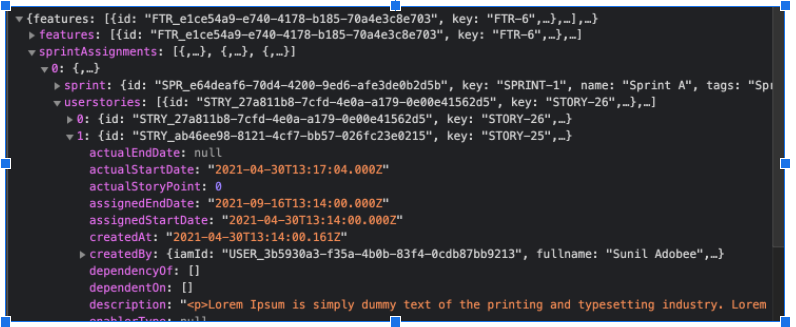 {features: [{id: "FTR_e1ce54a9-e740-4178-b185-70a4e3c8e703", key: "FTR-6",…},…],…}
features: [{id: "FTR_e1ce54a9-e740-4178-b185-70a4e3c8e703", key: "FTR-6",…},…]
sprintAssignments: [{,…}, {,…}, {,…}]
0: {,…}
sprint: {id: "SPR_e64deaf6-70d4-4200-9ed6-afe3de0b2d5b", key: "SPRINT-1", name: "Sprint A", tags: "Spr
userstories: [{id: "STRY_27a811b8-7cfd-4e0a-a179-0e00e41562d5", key: "STORY-26",…},…]
0: {id: "STRY_27a811b8-7cfd-4e0a-a179-0e00e41562d5", key: "STORY-26",…}
1: {id: "STRY_ab46ee98-8121-4cf7-bb57-026fc23e0215", key: "STORY-25",…}
actualEndDate: null
actualStartDate: "2021-04-30T13:17:04.000Z"
actualStoryPoint: 0
assignedEndDate: "2021-09-16T13:14:00.000Z"
assignedStartDate: "2021-04-30T13:14:00.000Z"
createdAt: "2021-04-30T13:14:00.161Z"
createdBy: {iamId: "USER_3b5930a3-f35a-4b0b-83f4-0cdb87bb9213", fullname: "Sunil Adobee",…}
dependencyOf: []
dependentOn: []
description: "<p>Lorem Ipsum is simply dummy text of the printing and typesetting industry. Lorem
enablerType: null